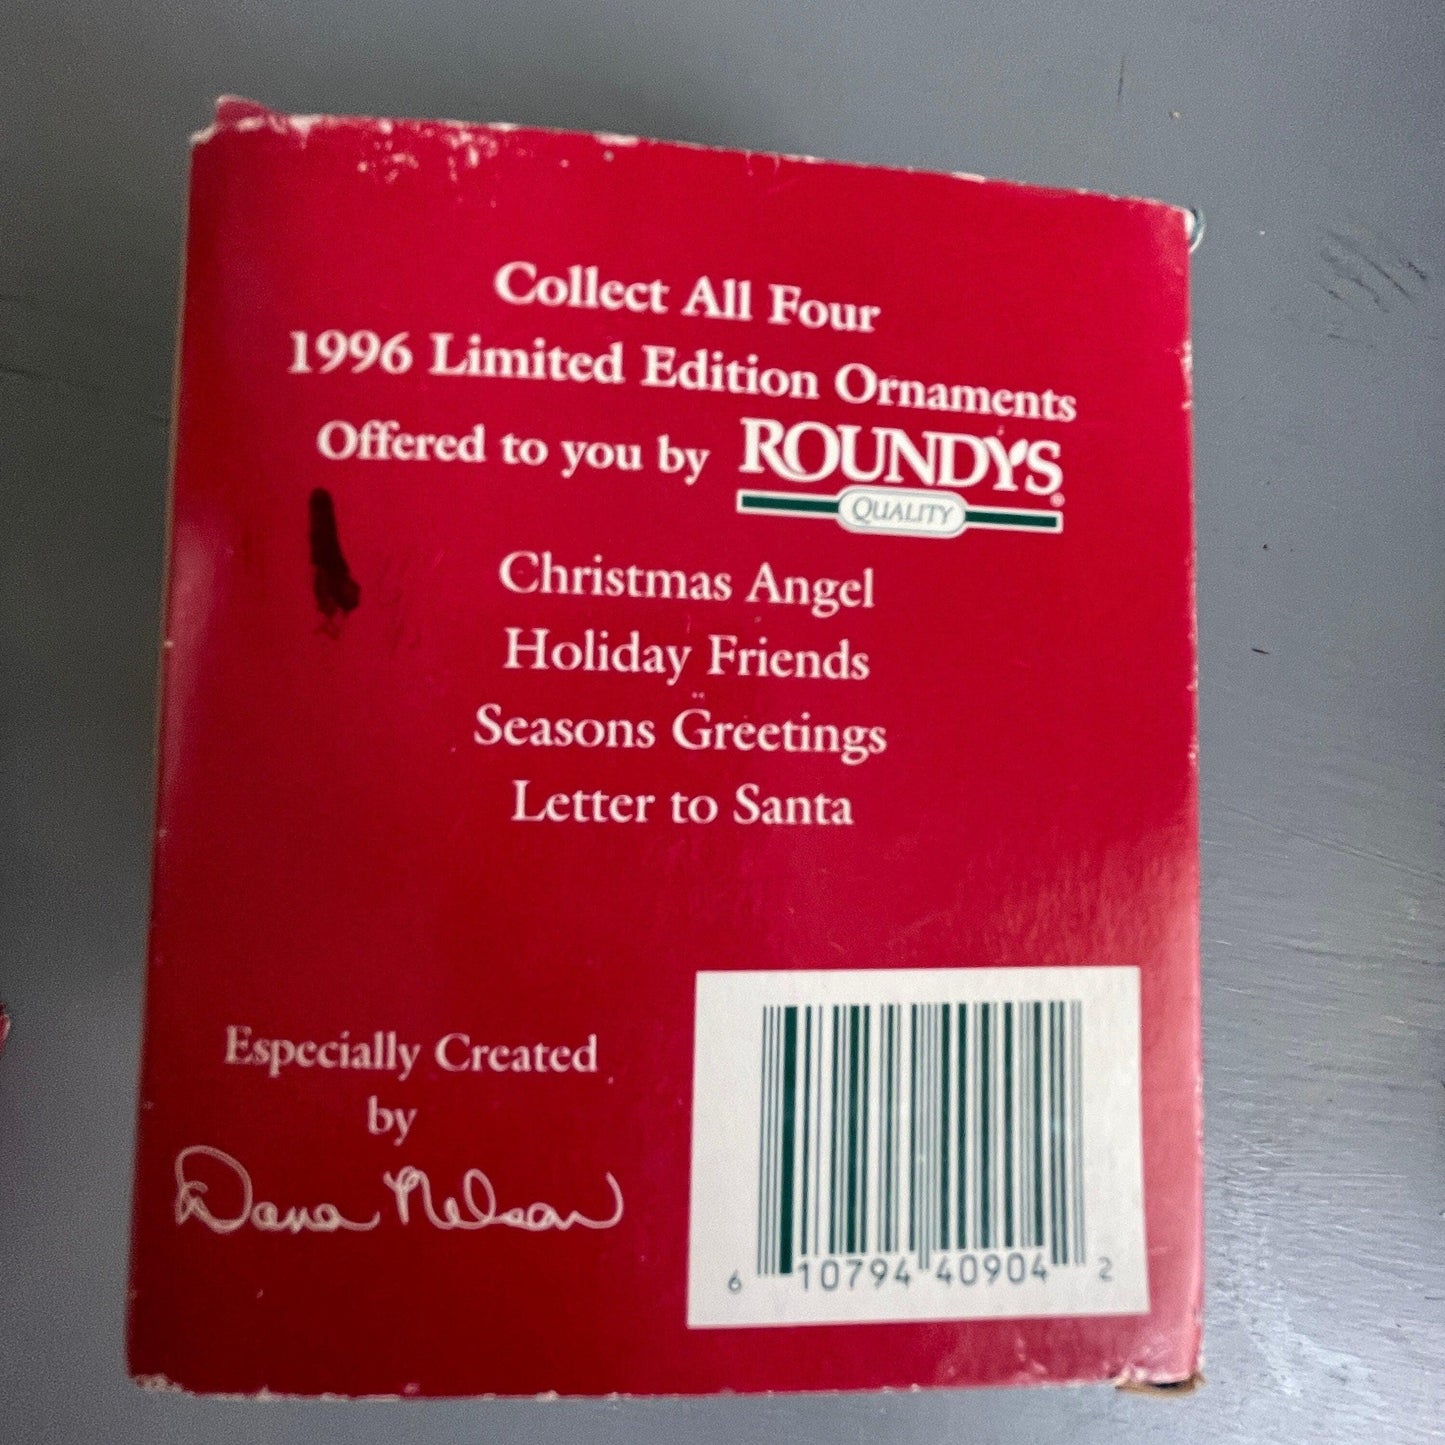 Collect All Four
1996 Limited Edition Ornaments
Offered to you by ROUNDY'S®
QUALITY
Christmas Angel
Holiday Friends
Seasons Greetings
Letter to Santa
Especially Created
by
Dana Nelson
6 10794 40904 2